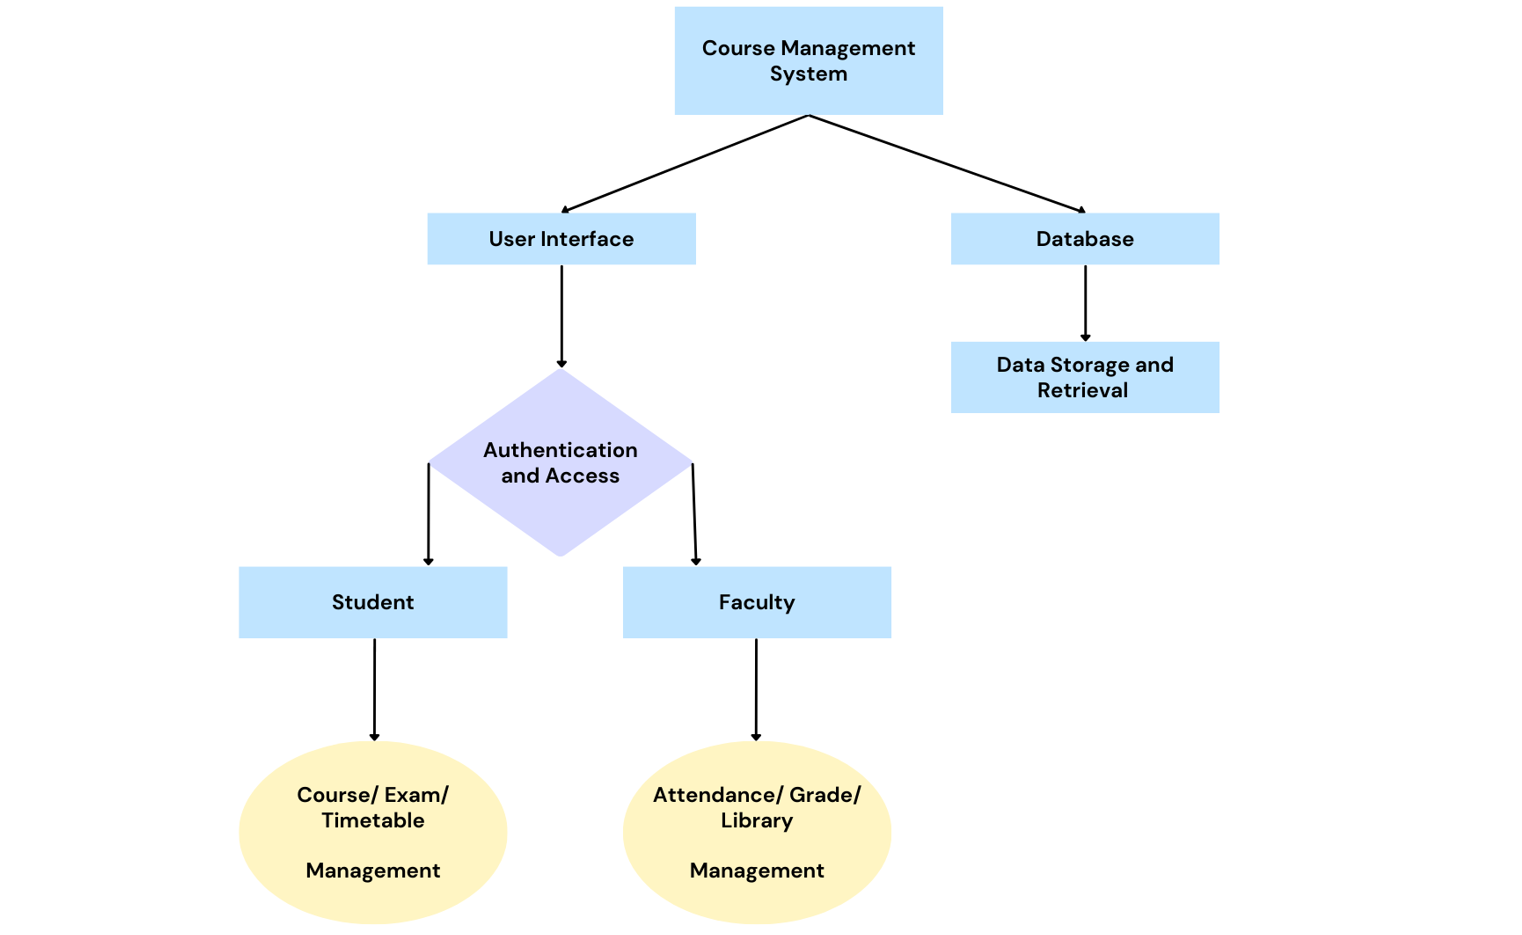 Course Management
System
User Interface
Database
Data Storage and
Retrieval
Authentication
and Access
Student
Faculty
Course/ Exam/
Timetable
Management
Attendance/ Grade/
Library
Management